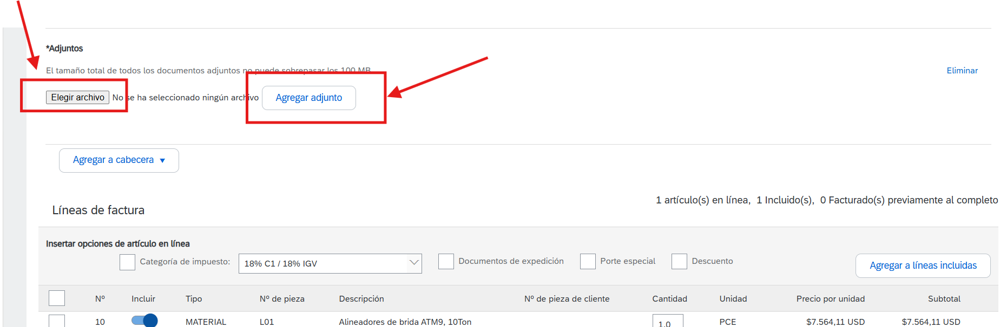 *Adjuntos
El tamaño total de todos los documentos adjuntos no puede sobrepasar los 100 MB
Eliminar
Elegir archivo No se ha seleccionado ningún archivo Agregar adjunto
Agregar a cabecera ▼
1 artículo(s) en línea, 1 Incluido(s), 0 Facturado(s) previamente al completo
Líneas de factura
Insertar opciones de artículo en línea
Categoría de impuesto: 18% C1 / 18% IGV Documentos de expedición Porte especial Descuento Agregar a líneas incluidas
Nº Incluir Tipo Nº de pieza Descripción Nº de pieza de cliente Cantidad Unidad Precio por unidad Subtotal
10 MATERIAL L01 Alineadores de brida ATM9, 10Ton 1,0 PCE $7.564,11 USD $7.564,11 USD